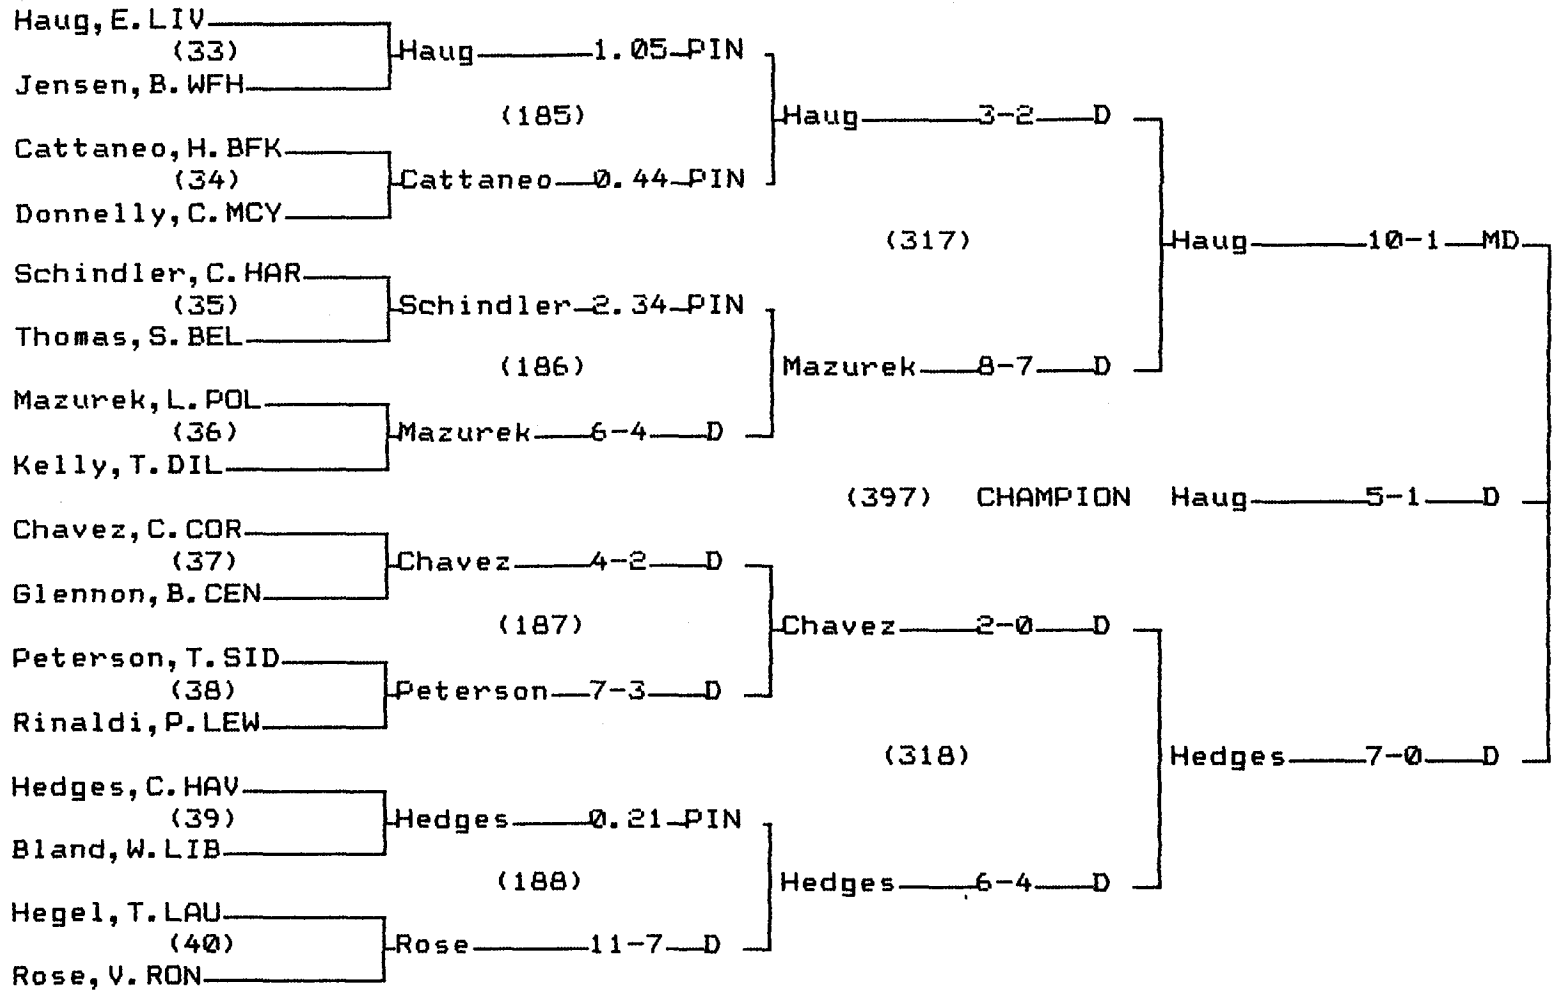 Haug, E. LIV
(33) Haug 1.05 PIN
Jensen, B. WFH
(185) Haug 3-2 D
Cattaneo, H. BFK
(34) Cattaneo 0.44 PIN
Donnelly, C. MCY
(317) Haug 10-1 MD
Schindler, C. HAR
(35) Schindler 2.34 PIN
Thomas, S. BEL
(186) Mazurek 8-7 D
Mazurek, L. POL
(36) Mazurek 6-4 D
Kelly, T. DIL
(397) CHAMPION Haug 5-1 D
Chavez, C. COR
(37) Chavez 4-2 D
Glennon, B. CEN
(187) Chavez 2-0 D
Peterson, T. SID
(38) Peterson 7-3 D
Rinaldi, P. LEW
(318) Hedges 7-0 D
Hedges, C. HAV
(39) Hedges 0.21 PIN
Bland, W. LIB
(188) Hedges 6-4 D
Hegel, T. LAU
(40) Rose 11-7 D
Rose, V. RON